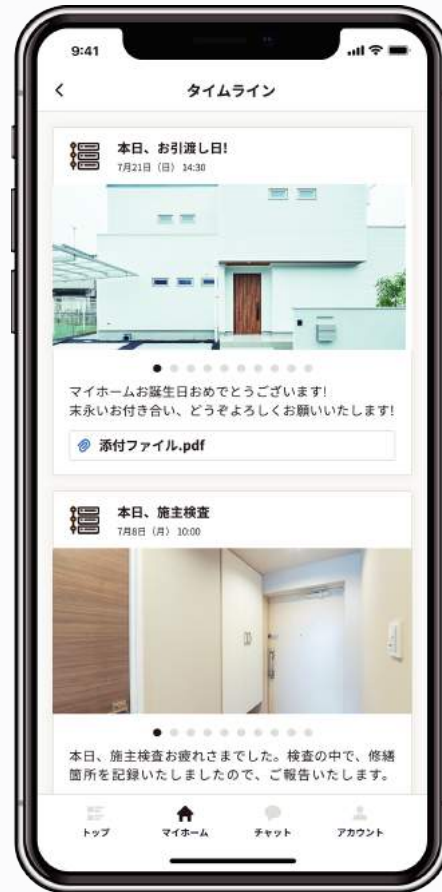 9:41
タイムライン
本日、お引渡し日!
7月21日（日） 14:30
マイホームお誕生日おめでとうございます!
末永いお付き合い、どうぞよろしくお願いいたします!
添付ファイル.pdf
本日、施主検査
7月8日（月） 10:00
本日、施主検査お疲れさまでした。検査の中で、修繕
箇所を記録いたしましたので、ご報告いたします。
トップ
マイホーム
チャット
アカウント